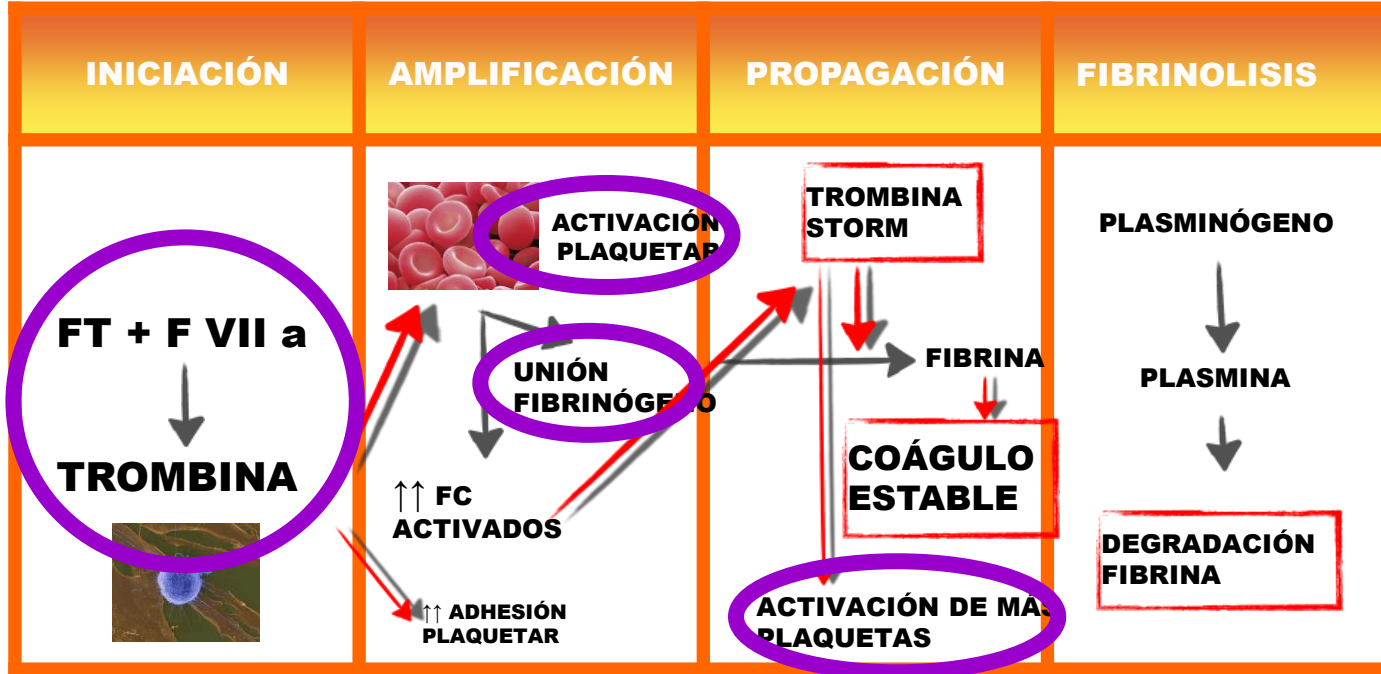 INICIACIÓN
AMPLIFICACIÓN
PROPAGACIÓN
FIBRINOLISIS
FT + F VII a
TROMBINA
ACTIVACIÓN
PLAQUETAR
UNIÓN
FIBRINÓGENO
↑↑ FC
ACTIVADOS
↑↑ ADHESIÓN
PLAQUETAR
TROMBINA
STORM
FIBRINA
COÁGULO
ESTABLE
ACTIVACIÓN DE MÁS
PLAQUETAS
PLASMINÓGENO
PLASMINA
DEGRADACIÓN
FIBRINA